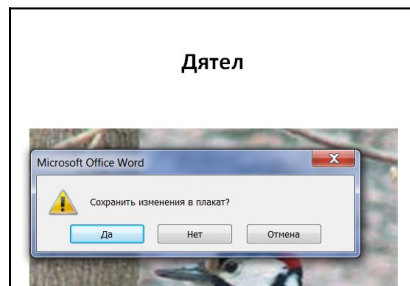 Дятел
Microsoft Office Word
Сохранить изменения в плакат?
Да
Нет
Отмена